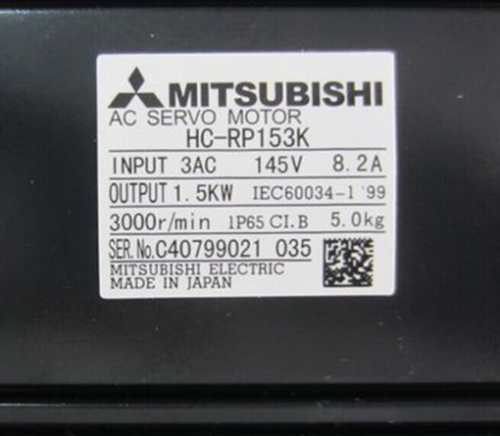 MITSUBISHI
AC SERVO MOTOR
HC-RP153K
INPUT 3AC 145V 8.2A
OUTPUT 1.5KW IEC60034-1 '99
3000r/min 1P65 CI.B 5.0kg
SER.No.C40799021 035
MITSUBISHI ELECTRIC
MADE IN JAPAN